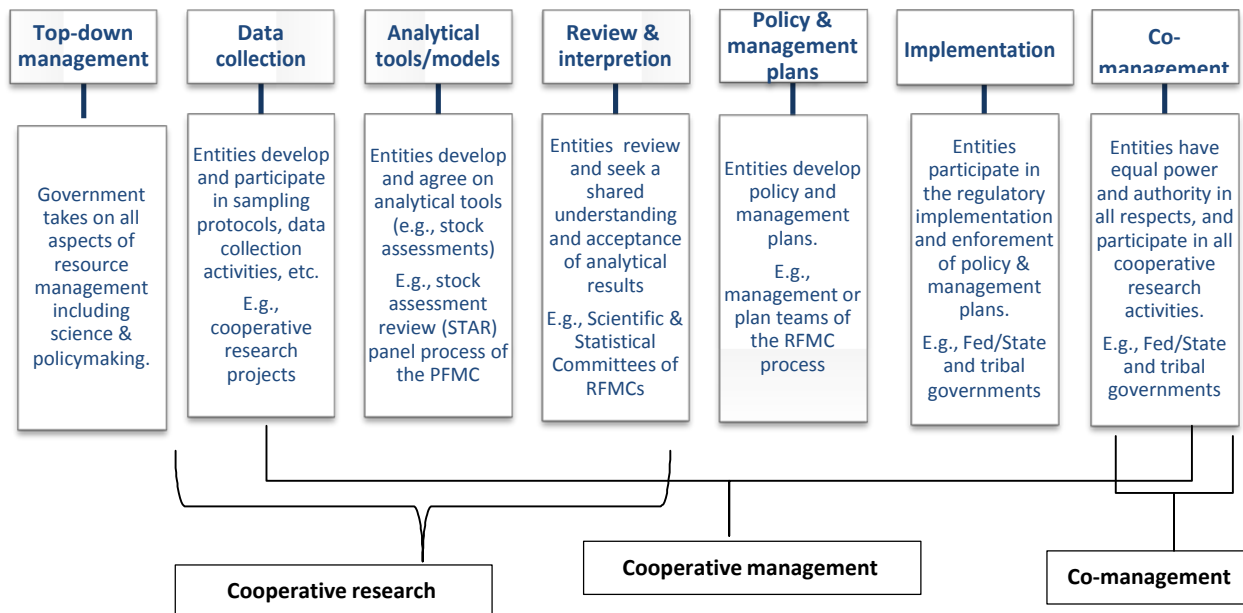 Top-down
management
Data
collection
Analytical
tools/models
Review &
interpretion
Policy &
management
plans
Implementation
Co-
management
Government
takes on all
aspects of
resource
management
including
science &
policymaking.
Entities develop
and participate
in sampling
protocols, data
collection
activities, etc.
E.g.,
cooperative
research
projects
Entities develop
and agree on
analytical tools
(e.g., stock
assessments)
E.g., stock
assessment
review (STAR)
panel process of
the PFMC
Entities review
and seek a
shared
understanding
and acceptance
of analytical
results
E.g., Scientific &
Statistical
Committees of
RFMCs
Entities develop
policy and
management
plans.
E.g.,
management or
plan teams of
the RFMC
process
Entities
participate in
the regulatory
implementation
and enforement
of policy &
management
plans.
E.g., Fed/State
and tribal
governments
Entities have
equal power
and authority in
all respects, and
participate in all
cooperative
research
activities.
E.g., Fed/State
and tribal
governments
Cooperative research
Cooperative management
Co-management